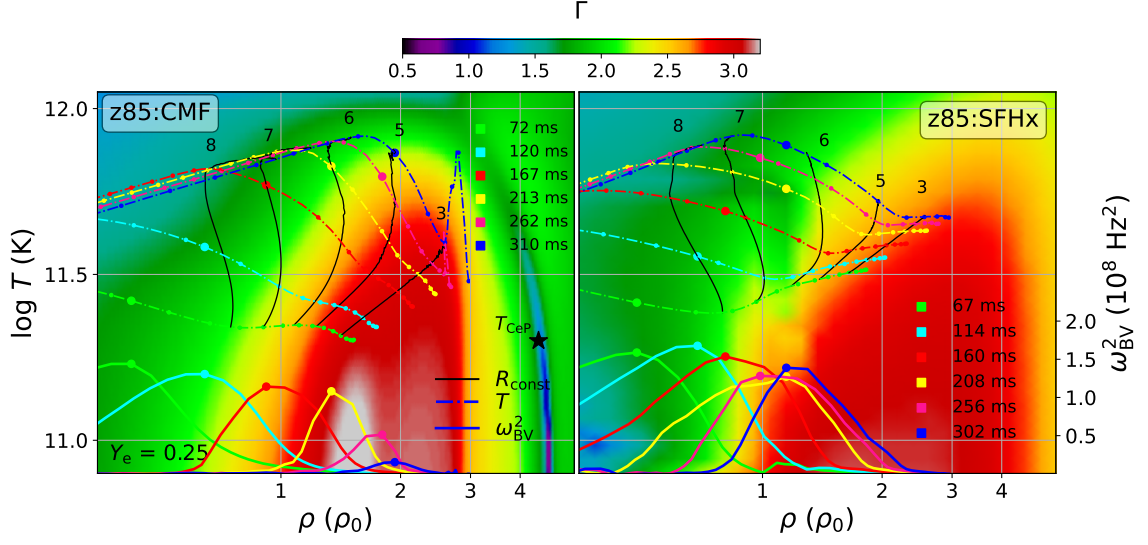 Γ
0.5 1.0 1.5 2.0 2.5 3.0
z85:CMF
z85:SFHx
12.0
11.5
11.0
log T (K)
8 7 6 5 3
72 ms
120 ms
167 ms
213 ms
262 ms
310 ms
T_CeP
R_const
T
ω²_BV
Y_e = 0.25
1 2 3 4
ρ (ρ₀)
8 7 6 5 3
67 ms
114 ms
160 ms
208 ms
256 ms
302 ms
2.0
1.5
1.0
0.5
ω²_BV (10⁸ Hz²)
1 2 3 4
ρ (ρ₀)